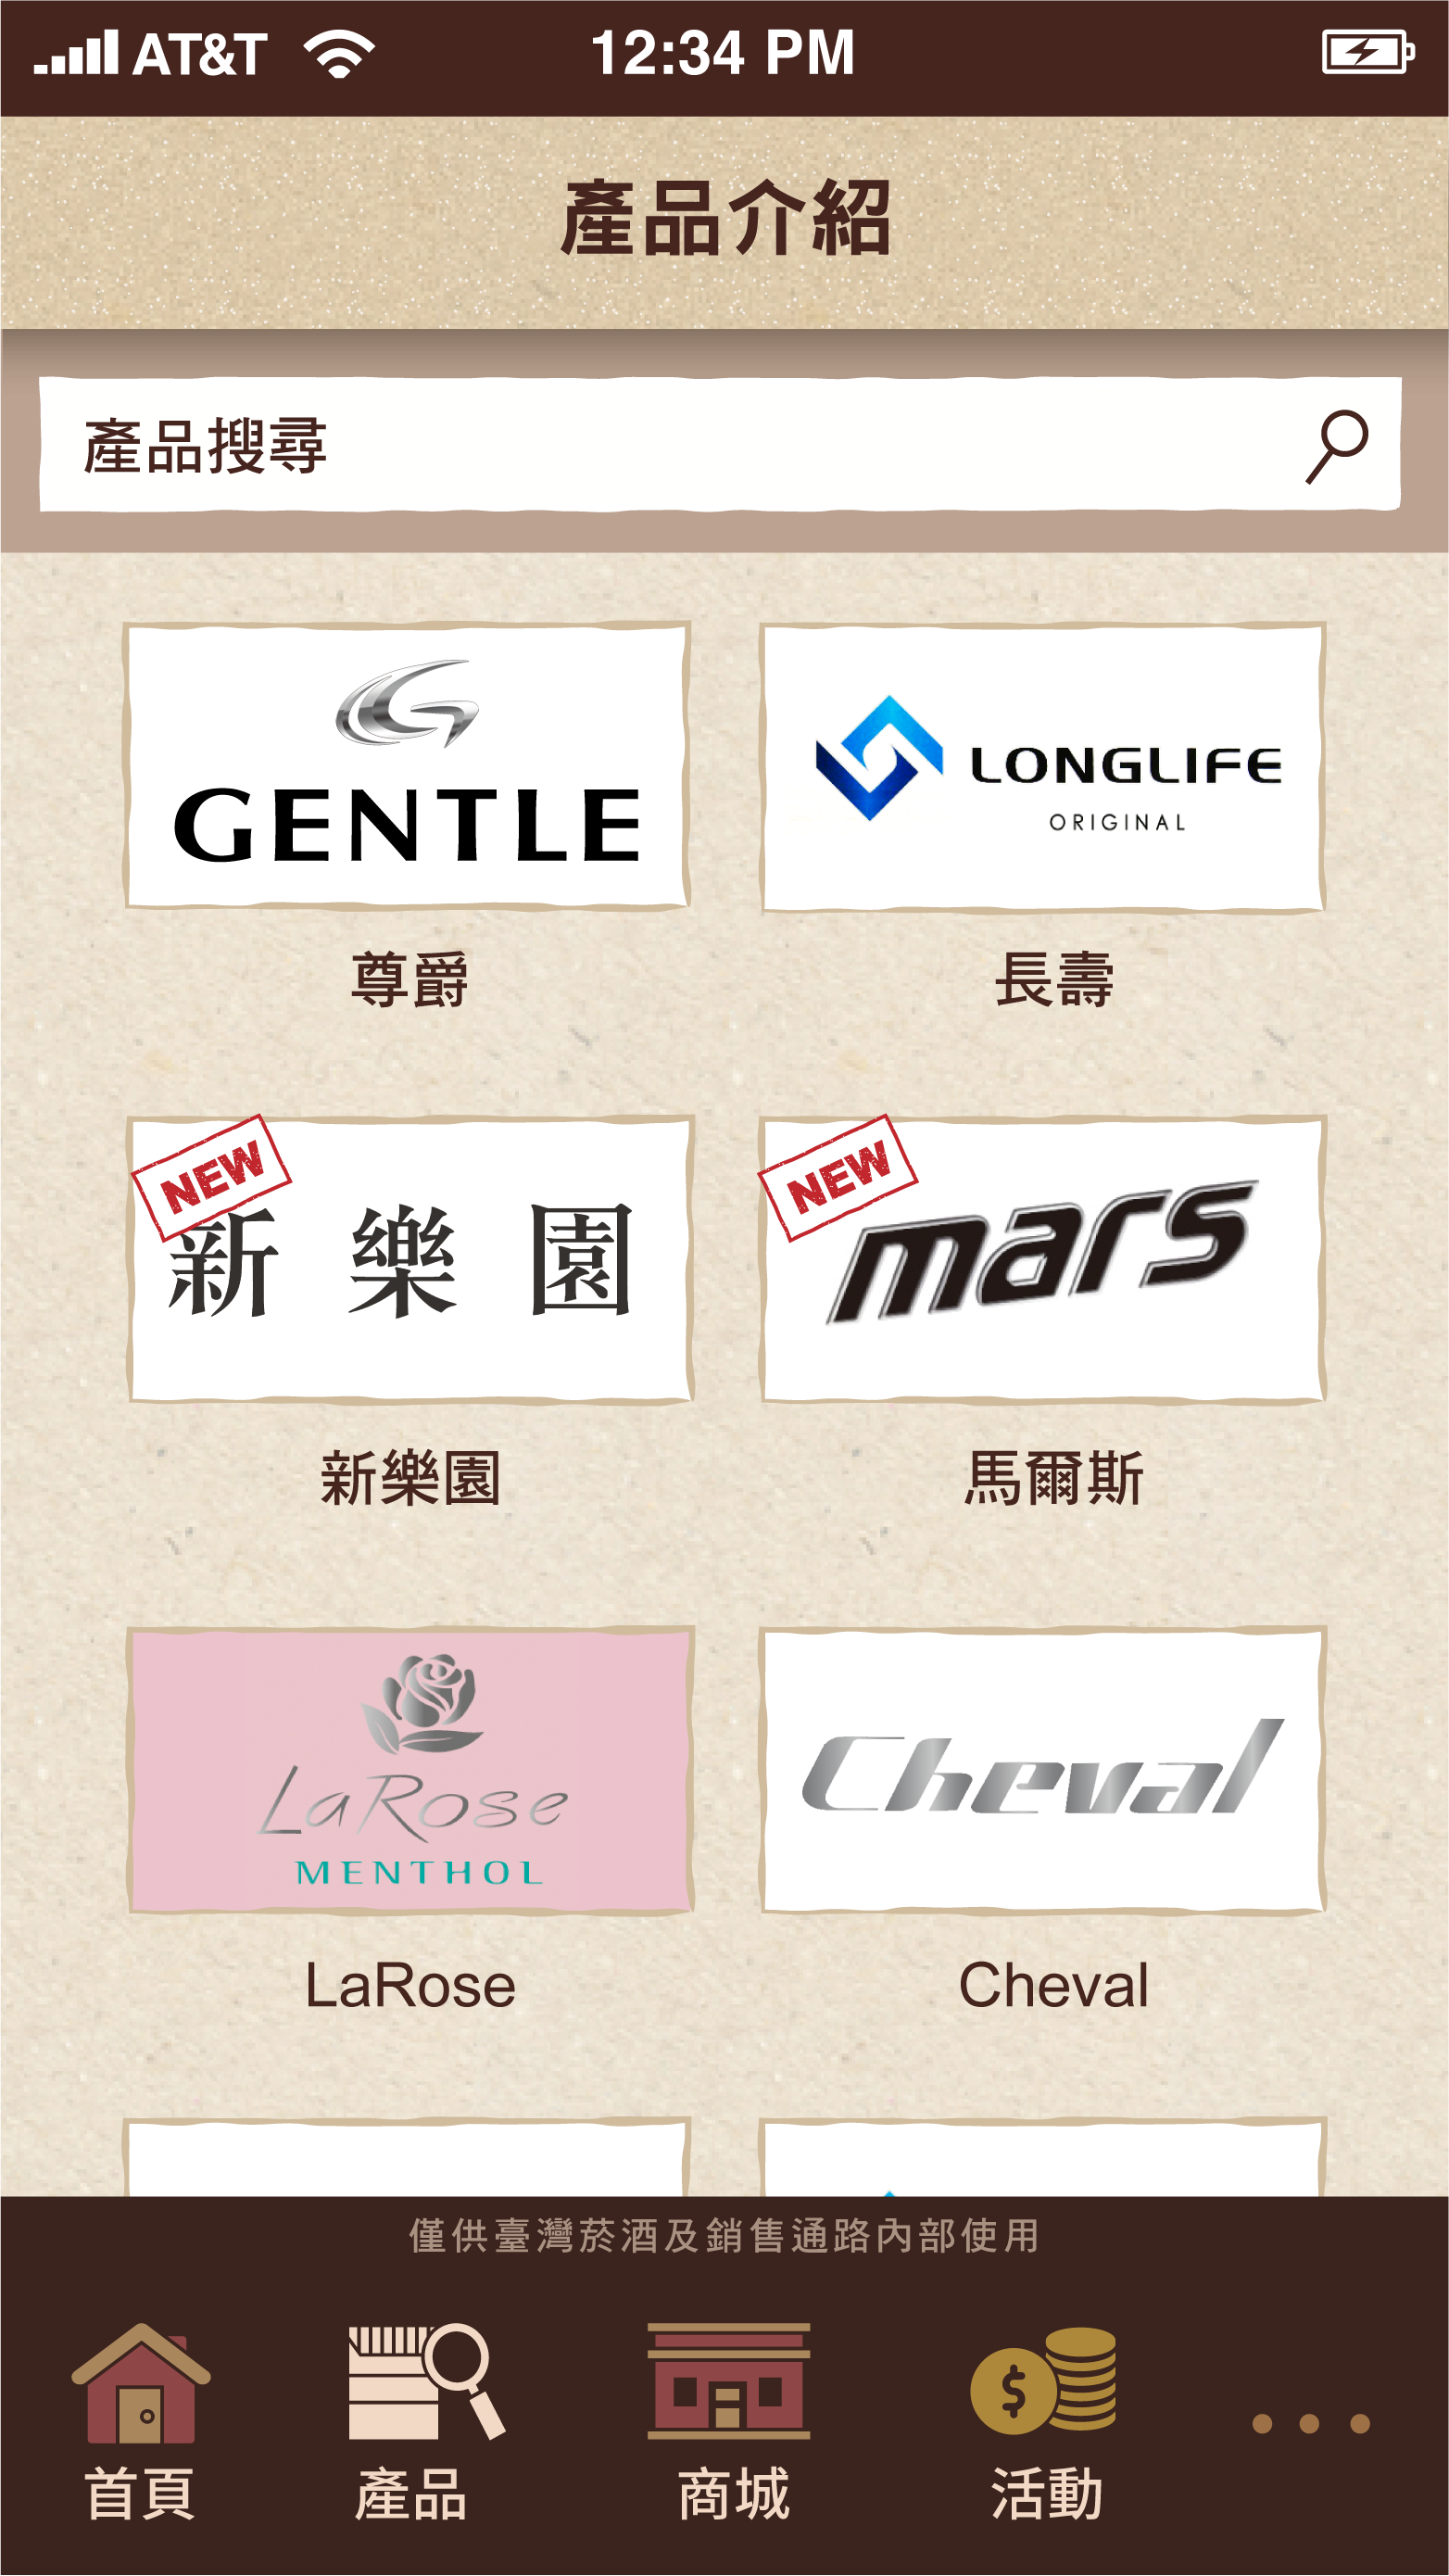 AT&T 12:34 PM
產品介紹
產品搜尋
GENTLE
LONGLIFE
ORIGINAL
尊爵
長壽
NEW
新樂園
NEW
mars
新樂園
馬爾斯
LaRose
MENTHOL
Cheval
LaRose
Cheval
僅供臺灣菸酒及銷售通路內部使用
首頁
產品
商城
活動